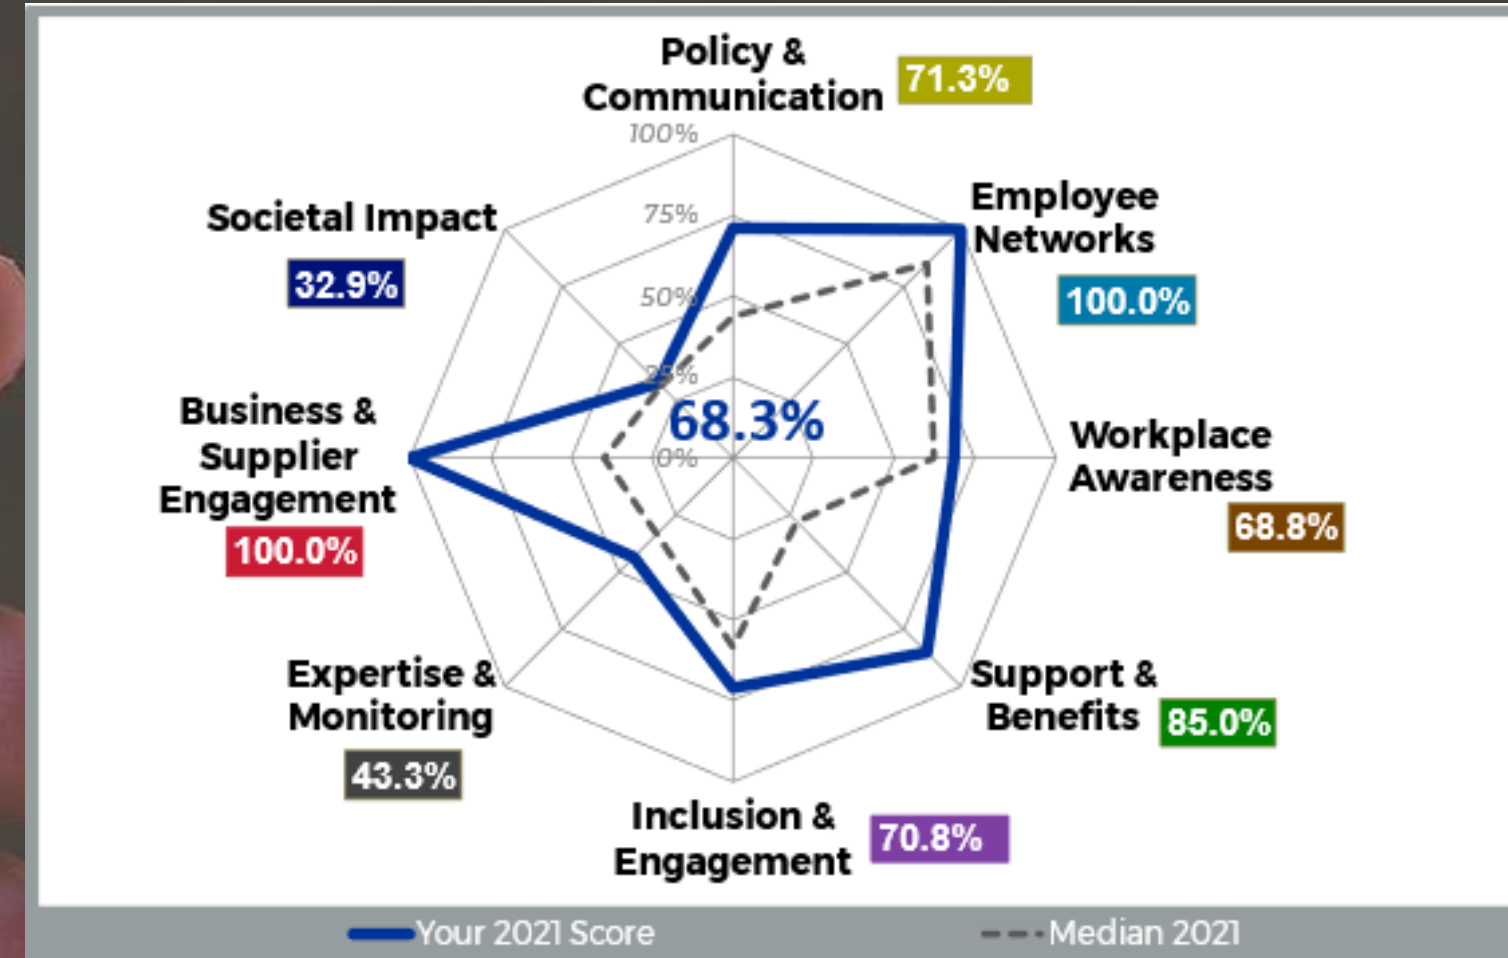 Policy &
Communication
71.3%
100%
Employee
Networks
100.0%
Societal Impact
32.9%
75%
50%
25%
68.3%
0%
Business &
Supplier
Engagement
100.0%
Workplace
Awareness
68.8%
Expertise &
Monitoring
43.3%
Support &
Benefits
85.0%
Inclusion &
Engagement
70.8%
Your 2021 Score
Median 2021